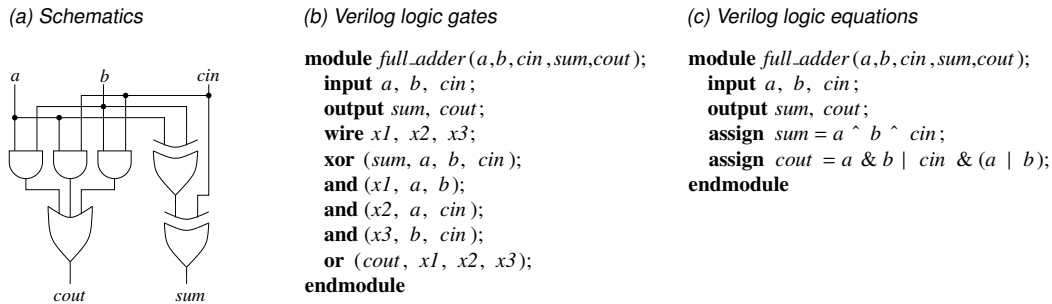 (a) Schematics
a b cin
cout sum
(b) Verilog logic gates
module full_adder(a,b,cin,sum,cout);
input a, b, cin;
output sum, cout;
wire x1, x2, x3;
xor (sum, a, b, cin);
and (x1, a, b);
and (x2, a, cin);
and (x3, b, cin);
or (cout, x1, x2, x3);
endmodule
(c) Verilog logic equations
module full_adder(a,b,cin,sum,cout);
input a, b, cin;
output sum, cout;
assign sum = a ^ b ^ cin;
assign cout = a & b | cin & (a | b);
endmodule